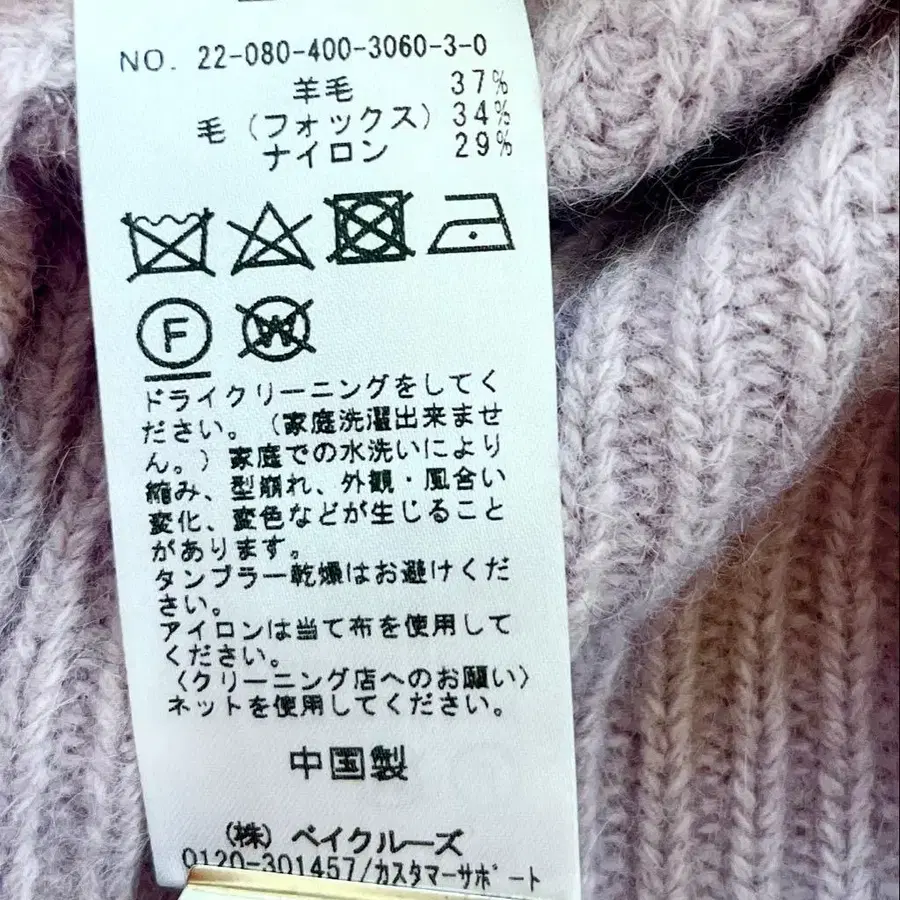 NO. 22-080-400-3060-3-0
羊毛 37%
毛(フォックス) 34%
ナイロン 29%
F
W
ドライクリーニングをしてく
ださい。(家庭洗濯出来ませ
ん。)家庭での水洗いにより
縮み、型崩れ、外観・風合い
変化、変色などが生じること
があります。
タンブラー乾燥はお避けくだ
さい。
アイロンは当て布を使用して
ください。
〈クリーニング店へのお願い〉
ネットを使用してください。
中国製
(株) ベイクルーズ
0120-301457/カスタマーサポート